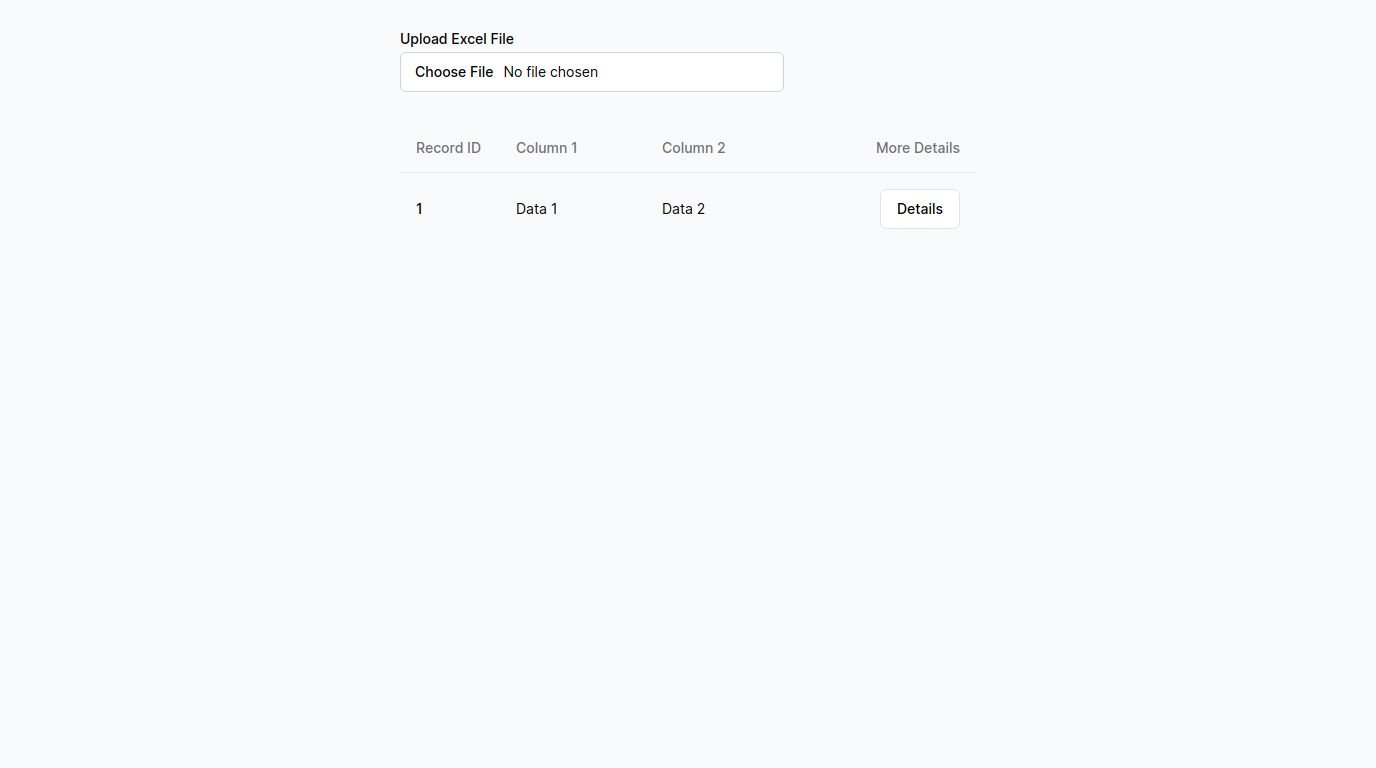 Upload Excel File
Choose File No file chosen
Record ID Column 1 Column 2 More Details
1 Data 1 Data 2 Details